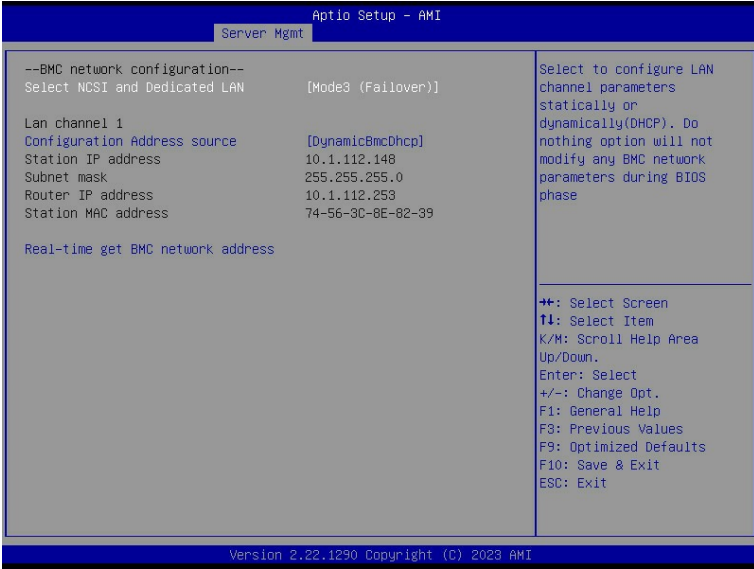 Aptio Setup – AMI
Server Mgmt
--BMC network configuration--
Select NCSI and Dedicated LAN [Mode3 (Failover)]
Lan channel 1
Configuration Address source [DynamicBmcDhcp]
Station IP address 10.1.112.148
Subnet mask 255.255.255.0
Router IP address 10.1.112.253
Station MAC address 74-56-3C-8E-82-39
Real-time get BMC network address
Select to configure LAN
channel parameters
statically or
dynamically(DHCP). Do
nothing option will not
modify any BMC network
parameters during BIOS
phase
→←: Select Screen
↑↓: Select Item
K/M: Scroll Help Area
Up/Down.
Enter: Select
+/-: Change Opt.
F1: General Help
F3: Previous Values
F9: Optimized Defaults
F10: Save & Exit
ESC: Exit
Version 2.22.1290 Copyright (C) 2023 AMI